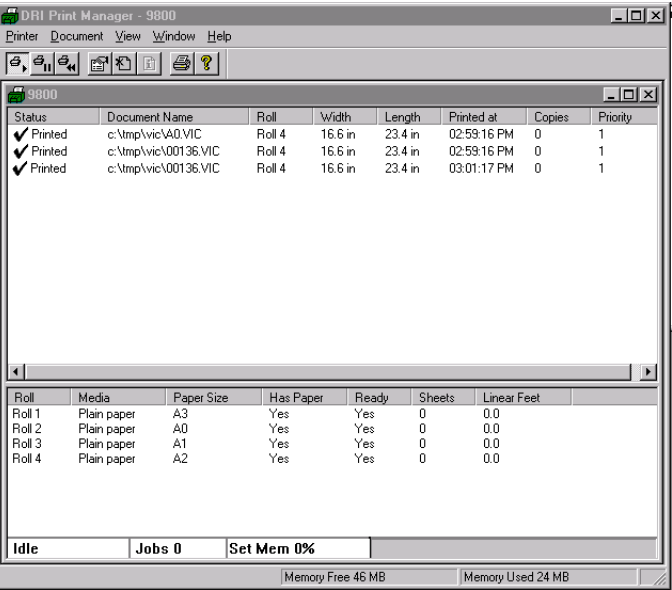 DRI Print Manager - 9800
Printer Document View Window Help
9800
Status Document Name Roll Width Length Printed at Copies Priority
Printed c:\tmp\vic\A0.VIC Roll 4 16.6 in 23.4 in 02:59:16 PM 0 1
Printed c:\tmp\vic\00136.VIC Roll 4 16.6 in 23.4 in 02:59:16 PM 0 1
Printed c:\tmp\vic\00136.VIC Roll 4 16.6 in 23.4 in 03:01:17 PM 0 1
Roll Media Paper Size Has Paper Ready Sheets Linear Feet
Roll 1 Plain paper A3 Yes Yes 0 0.0
Roll 2 Plain paper A0 Yes Yes 0 0.0
Roll 3 Plain paper A1 Yes Yes 0 0.0
Roll 4 Plain paper A2 Yes Yes 0 0.0
Idle Jobs 0 Set Mem 0%
Memory Free 46 MB Memory Used 24 MB